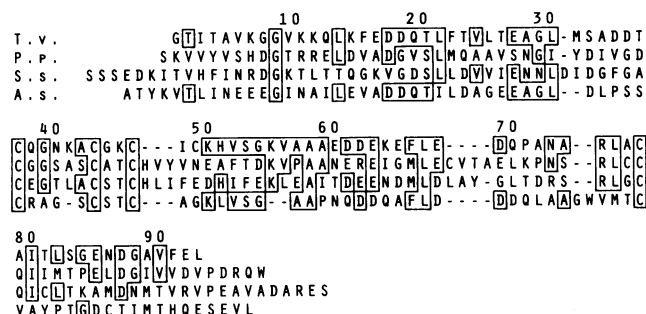 10 20 30
T.v. GTITAVKGGVKKQLKFEDDQTLFTVLTEAGL-MSADDT
P.p. SKVVYVSHDGTRRELDVADGVSLMQAAVSNGI-YDIVGD
S.s. SSSEDKITVHFINRDGKTLTTQGKVGDSLLDVVIENNLDIDGFGA
A.s. ATYKVTLINEEEGINAILEVADDQTILDAGEEAGL--DLPSS
40 50 60 70
CQGNKACGKC---ICKHVSGKVAAAEDDEKEFLE----DQPANA--RLAC
CGGSASCATCHVYVNEAFTDKVPAANEREIGMLECVTAELKPNS--RLCC
CEGTLACSTCHLIFEDHIFEKLEAITDEENDMLDLAY-GLTDRS--RLGC
CRAG-SCSTC---AGKLVSG--AAPNQDDQAFLD----DDQLAAGWVMTC
80 90
AITLSGENDGAVFEL
QIIMTPELDGIVVDVPDRQW
QICLTKAMDNMTVRVPEAVADARES
VAYPTGDCTIMTHQESEVL